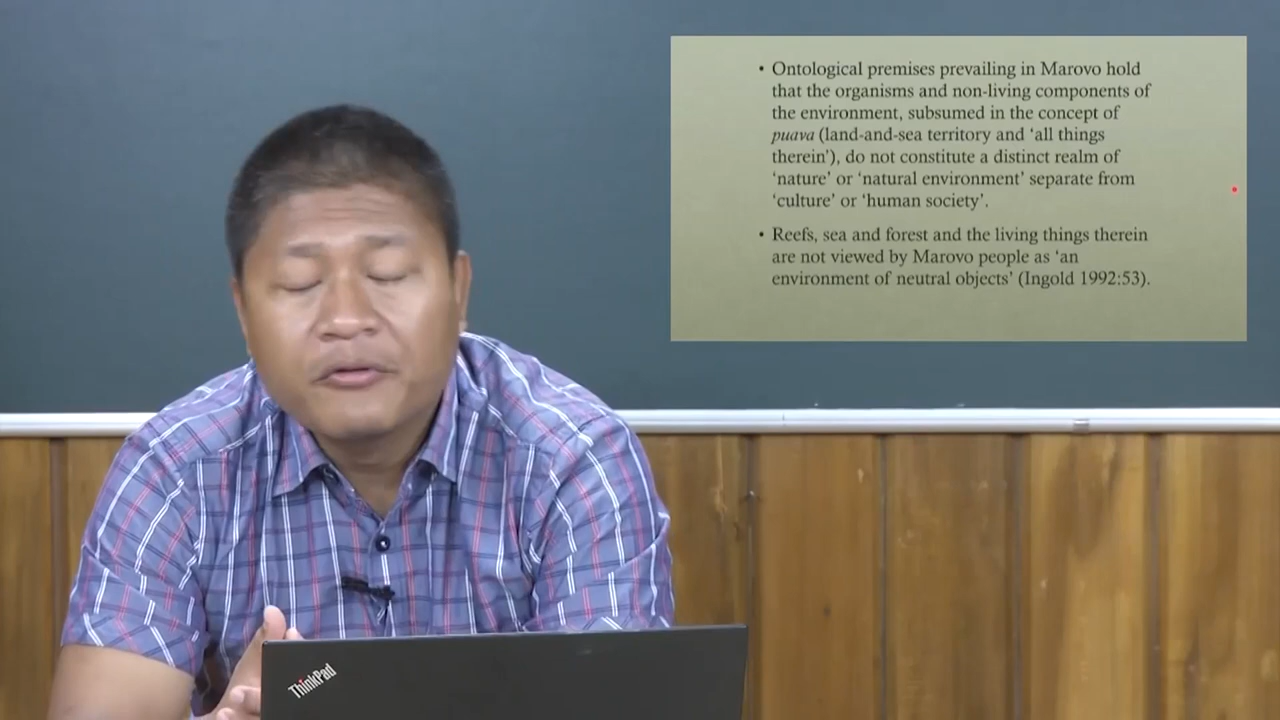 • Ontological premises prevailing in Marovo hold
that the organisms and non-living components of
the environment, subsumed in the concept of
puava (land-and-sea territory and ‘all things
therein’), do not constitute a distinct realm of
‘nature’ or ‘natural environment’ separate from
‘culture’ or ‘human society’.
• Reefs, sea and forest and the living things therein
are not viewed by Marovo people as ‘an
environment of neutral objects’ (Ingold 1992:53).
ThinkPad